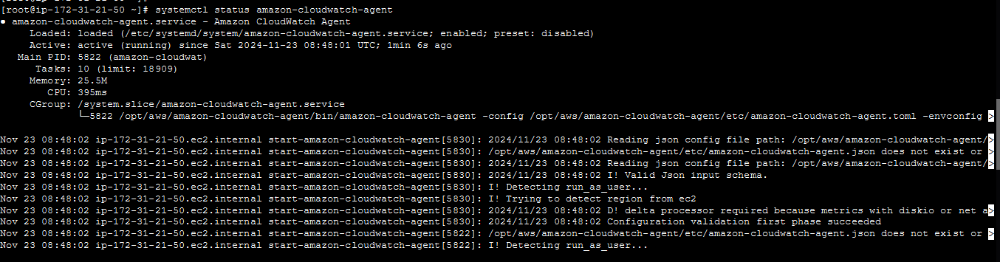 [root@ip-172-31-21-50 ~]# systemctl status amazon-cloudwatch-agent
● amazon-cloudwatch-agent.service - Amazon CloudWatch Agent
Loaded: loaded (/etc/systemd/system/amazon-cloudwatch-agent.service; enabled; preset: disabled)
Active: active (running) since Sat 2024-11-23 08:48:01 UTC; 1min 6s ago
Main PID: 5822 (amazon-cloudwat)
Tasks: 10 (limit: 18909)
Memory: 25.5M
CPU: 395ms
CGroup: /system.slice/amazon-cloudwatch-agent.service
└─5822 /opt/aws/amazon-cloudwatch-agent/bin/amazon-cloudwatch-agent -config /opt/aws/amazon-cloudwatch-agent/etc/amazon-cloudwatch-agent.toml -envconfig >
Nov 23 08:48:02 ip-172-31-21-50.ec2.internal start-amazon-cloudwatch-agent[5830]: 2024/11/23 08:48:02 Reading json config file path: /opt/aws/amazon-cloudwatch-agent/>
Nov 23 08:48:02 ip-172-31-21-50.ec2.internal start-amazon-cloudwatch-agent[5830]: /opt/aws/amazon-cloudwatch-agent/etc/amazon-cloudwatch-agent.json does not exist or >
Nov 23 08:48:02 ip-172-31-21-50.ec2.internal start-amazon-cloudwatch-agent[5830]: 2024/11/23 08:48:02 Reading json config file path: /opt/aws/amazon-cloudwatch-agent/>
Nov 23 08:48:02 ip-172-31-21-50.ec2.internal start-amazon-cloudwatch-agent[5830]: 2024/11/23 08:48:02 I! Valid Json input schema.
Nov 23 08:48:02 ip-172-31-21-50.ec2.internal start-amazon-cloudwatch-agent[5830]: I! Detecting run_as_user...
Nov 23 08:48:02 ip-172-31-21-50.ec2.internal start-amazon-cloudwatch-agent[5830]: I! Trying to detect region from ec2
Nov 23 08:48:02 ip-172-31-21-50.ec2.internal start-amazon-cloudwatch-agent[5830]: 2024/11/23 08:48:02 D! delta processor required because metrics with diskio or net a>
Nov 23 08:48:02 ip-172-31-21-50.ec2.internal start-amazon-cloudwatch-agent[5830]: 2024/11/23 08:48:02 Configuration validation first phase succeeded
Nov 23 08:48:02 ip-172-31-21-50.ec2.internal start-amazon-cloudwatch-agent[5822]: /opt/aws/amazon-cloudwatch-agent/etc/amazon-cloudwatch-agent.json does not exist or >
Nov 23 08:48:02 ip-172-31-21-50.ec2.internal start-amazon-cloudwatch-agent[5822]: I! Detecting run_as_user...